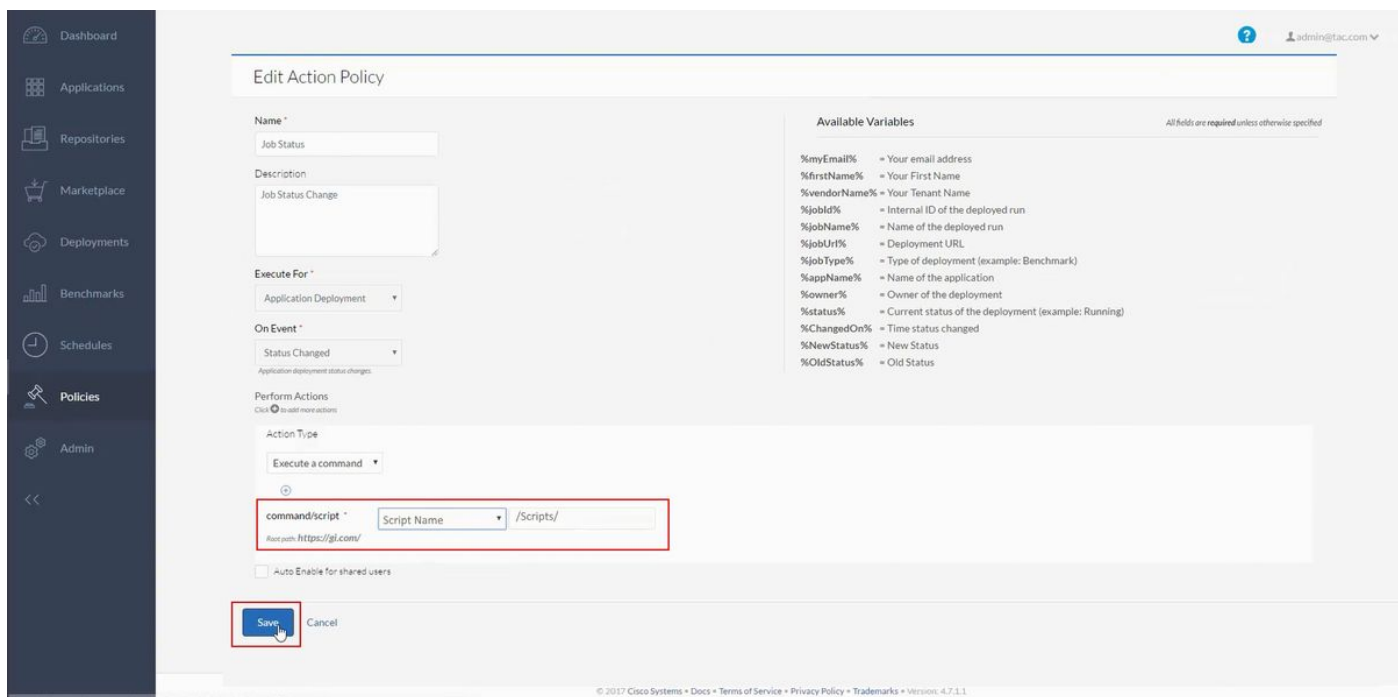 Dashboard
Applications
Repositories
Marketplace
Deployments
Benchmarks
Schedules
Policies
Admin
<<
?
admin@tac.com
Edit Action Policy
Name *
Job Status
Description
Job Status Change
Execute For *
Application Deployment
On Event *
Status Changed
Application deployment status changes.
Perform Actions
Click to add more actions
Action Type
Execute a command
command/script * Script Name /Scripts/
Root path: https://gi.com/
Auto Enable for shared users
Save Cancel
Available Variables All fields are required unless otherwise specified
%myEmail% = Your email address
%firstName% = Your First Name
%vendorName% = Your Tenant Name
%jobId% = Internal ID of the deployed run
%jobName% = Name of the deployed run
%jobUrl% = Deployment URL
%jobType% = Type of deployment (example: Benchmark)
%appName% = Name of the application
%owner% = Owner of the deployment
%status% = Current status of the deployment (example: Running)
%ChangedOn% = Time status changed
%NewStatus% = New Status
%OldStatus% = Old Status
© 2017 Cisco Systems • Docs • Terms of Service • Privacy Policy • Trademarks • Version: 4.7.1.1